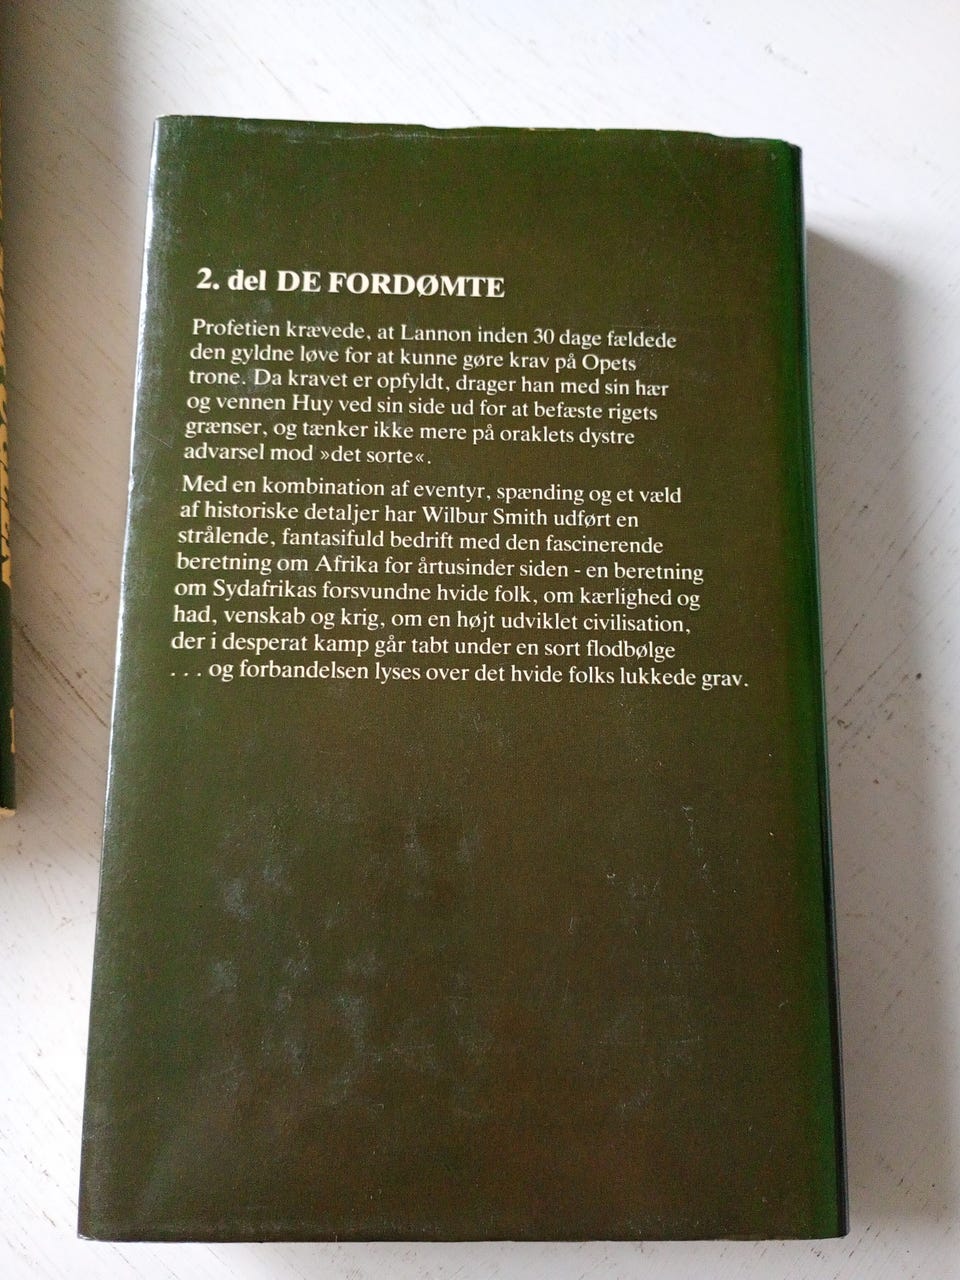 2. del DE FORDØMTE
Profetien krævede, at Lannon inden 30 dage fældede
den gyldne løve for at kunne gøre krav på Opets
trone. Da kravet er opfyldt, drager han med sin hær
og vennen Huy ved sin side ud for at befæste rigets
grænser, og tænker ikke mere på oraklets dystre
advarsel mod »det sorte«.
Med en kombination af eventyr, spænding og et væld
af historiske detaljer har Wilbur Smith udført en
strålende, fantasifuld bedrift med den fascinerende
beretning om Afrika for årtusinder siden - en beretning
om Sydafrikas forsvundne hvide folk, om kærlighed og
had, venskab og krig, om en højt udviklet civilisation,
der i desperat kamp går tabt under en sort flodbølge
. . . og forbandelsen lyses over det hvide folks lukkede grav.